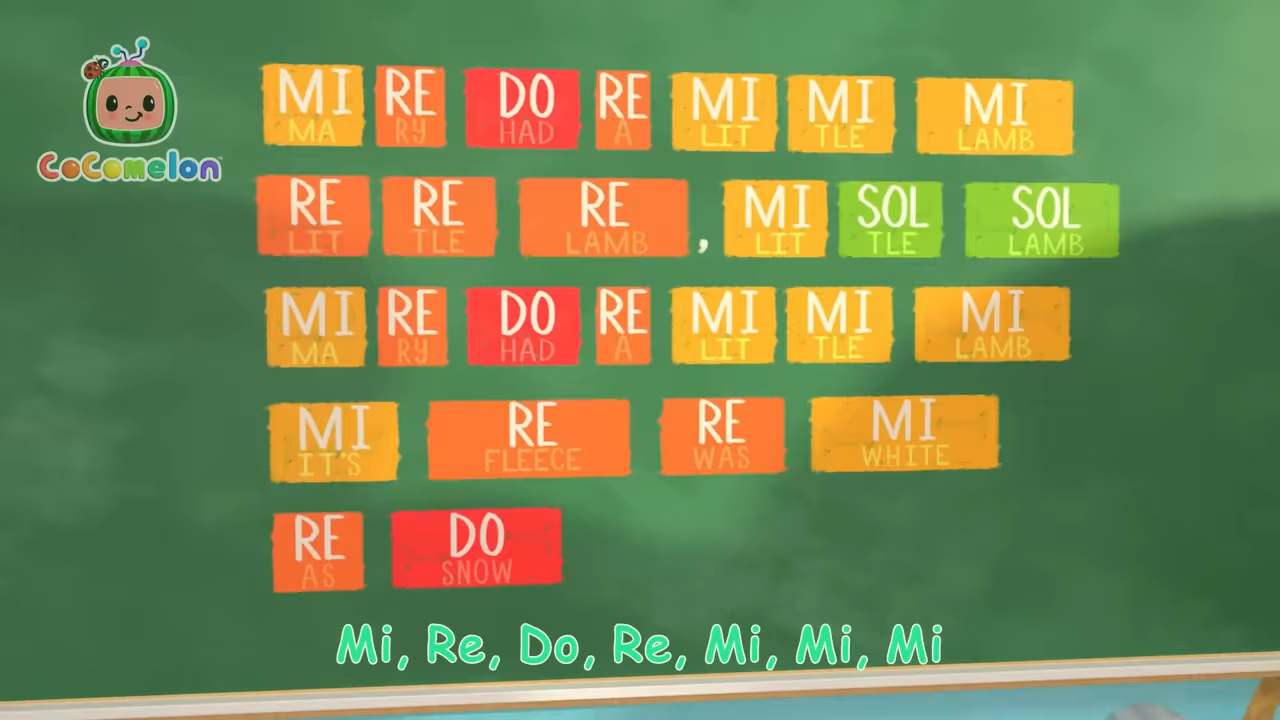 CoComelon™
MI RE DO RE MI MI MI
MA RY HAD A LIT TLE LAMB
RE RE RE, MI SOL SOL
LIT TLE LAMB LIT TLE LAMB
MI RE DO RE MI MI MI
MA RY HAD A LIT TLE LAMB
MI RE RE MI
IT'S FLEECE WAS WHITE
RE DO
AS SNOW
Mi, Re, Do, Re, Mi, Mi, Mi